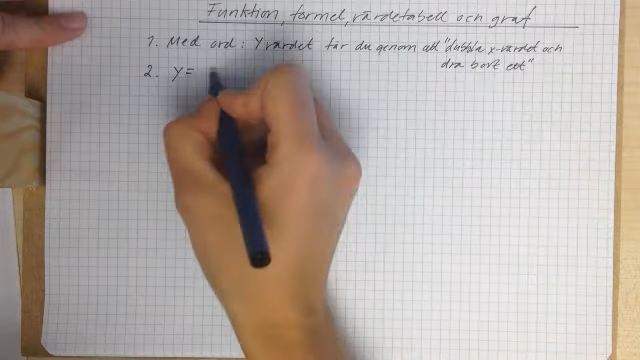 Funktion, formel, värdetabell och graf
1. Med ord: Y värdet får du genom att "dubbla x-värdet och
dra bort ett"
2. y=